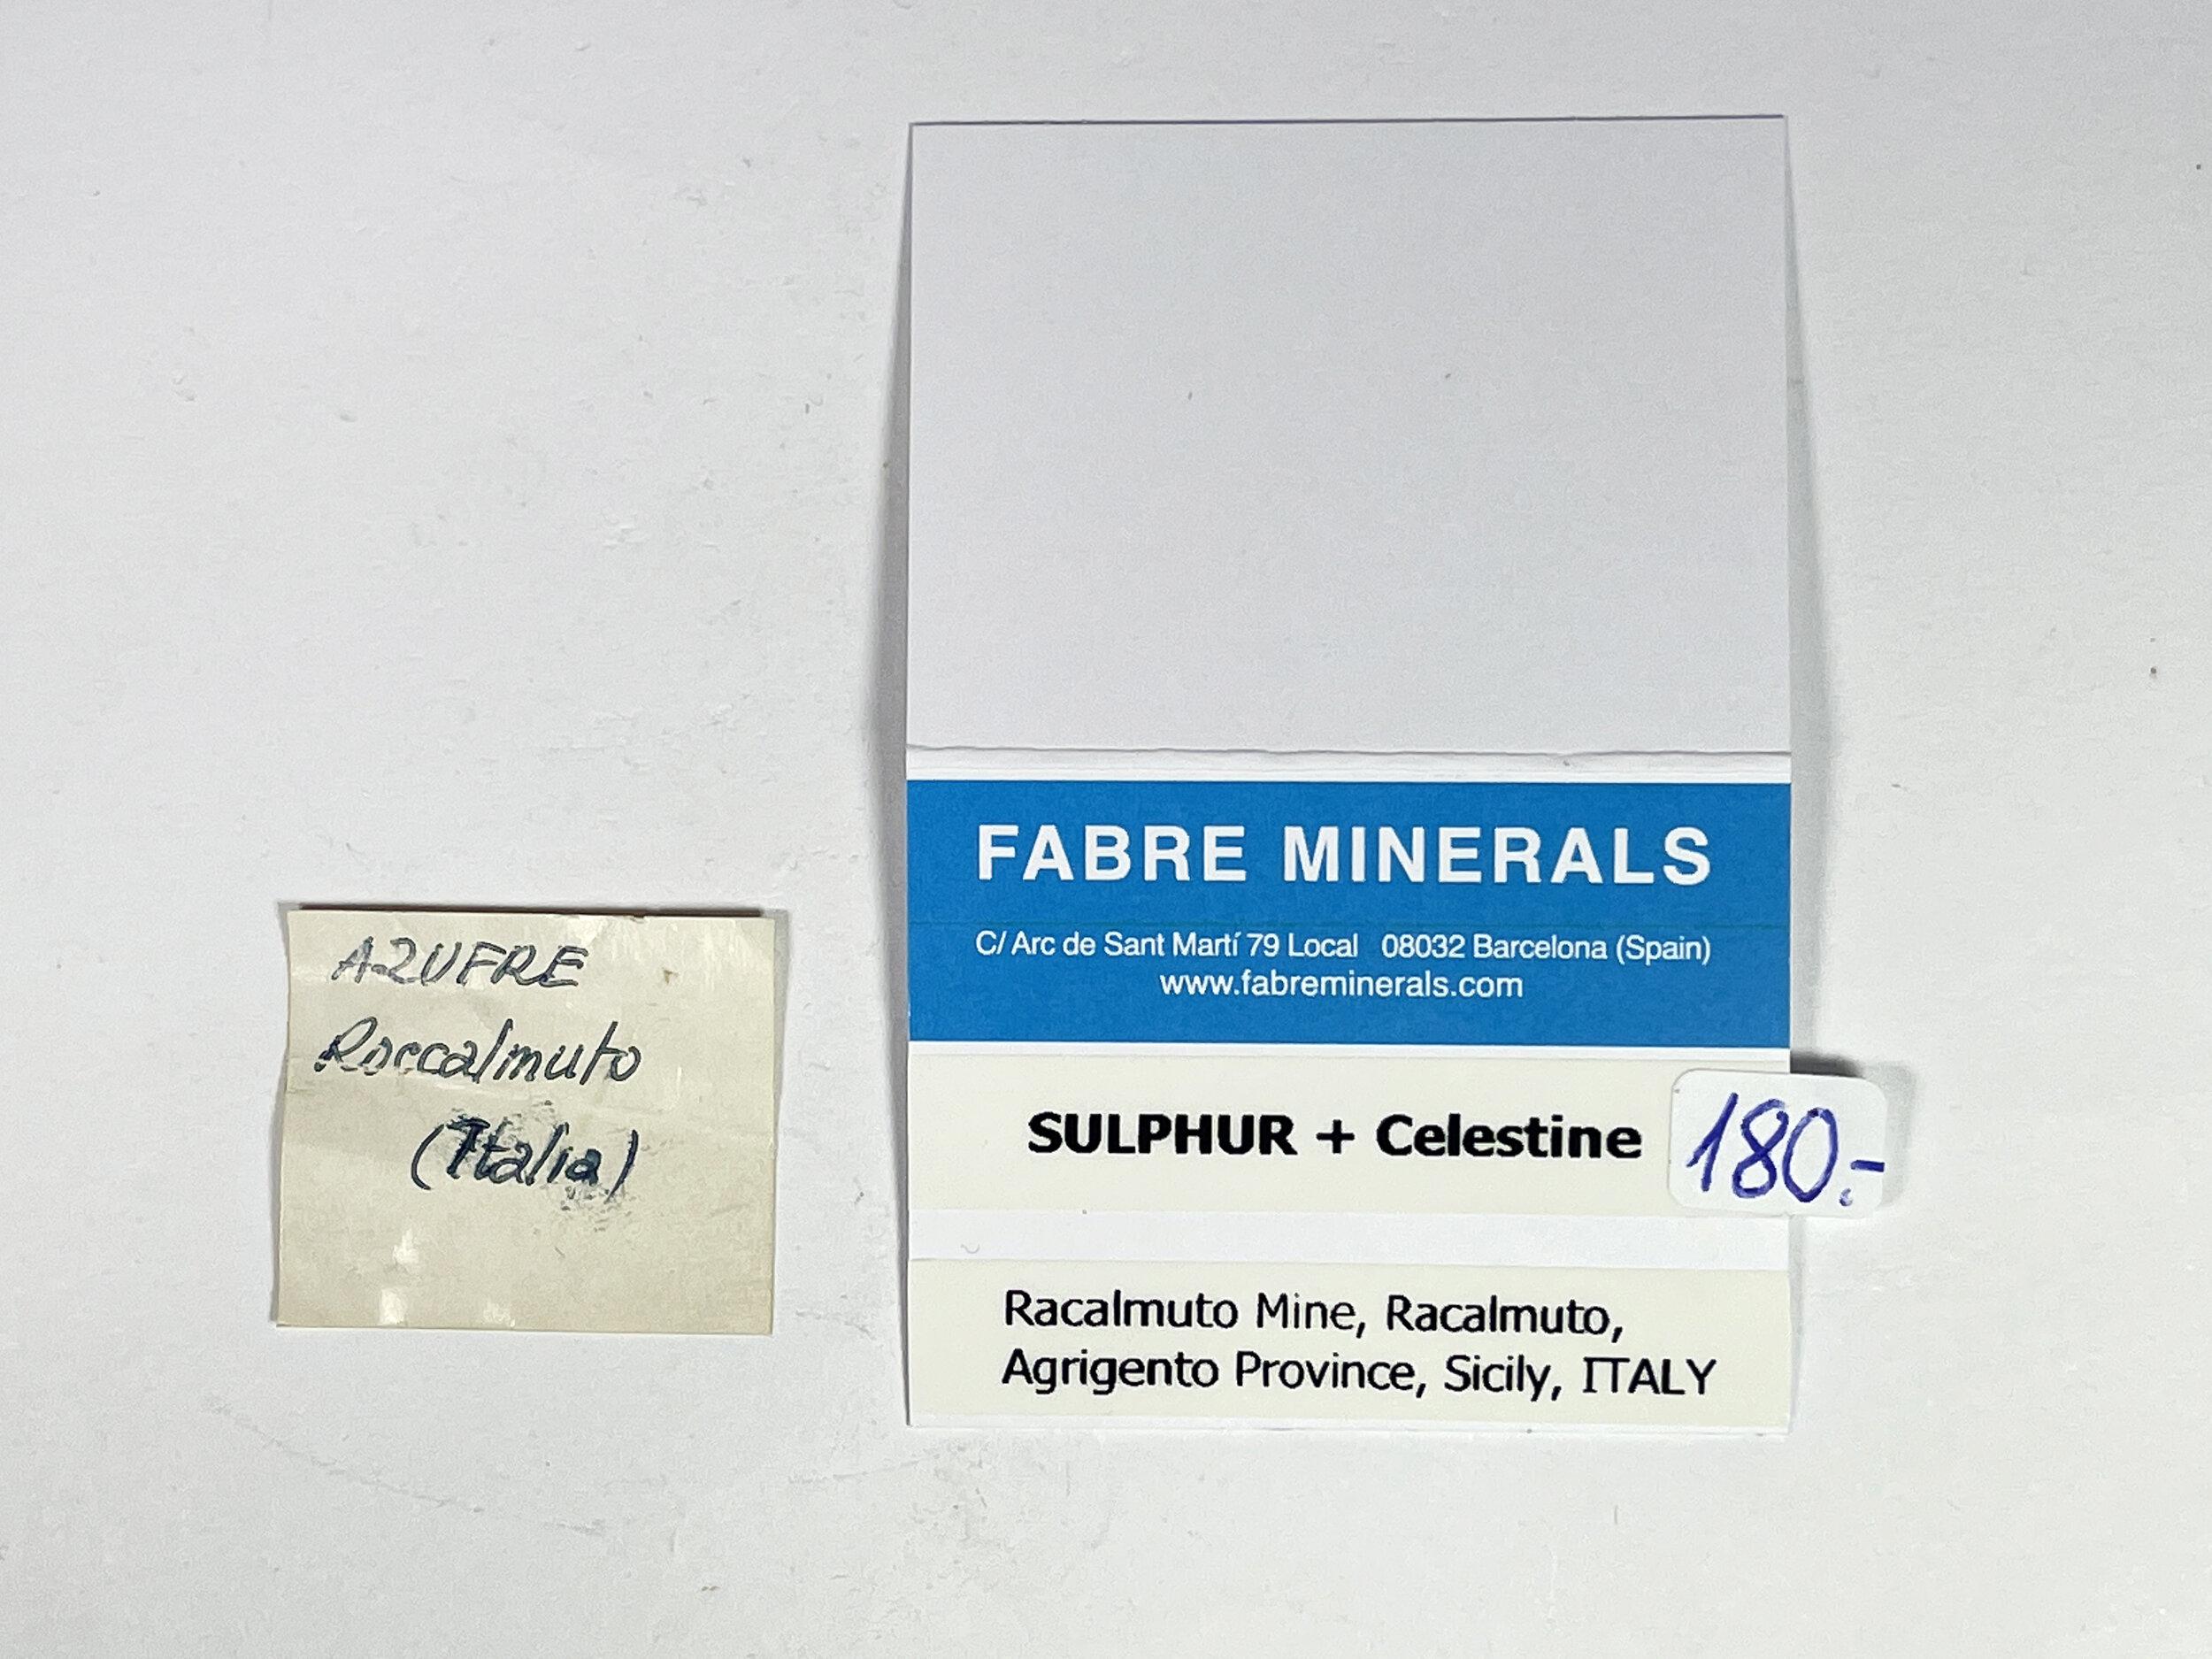 AZUFRE
Roccalmuto
(Italia)
FABRE MINERALS
C/ Arc de Sant Martí 79 Local 08032 Barcelona (Spain)
www.fabreminerals.com
SULPHUR + Celestine
180.-
Racalmuto Mine, Racalmuto,
Agrigento Province, Sicily, ITALY